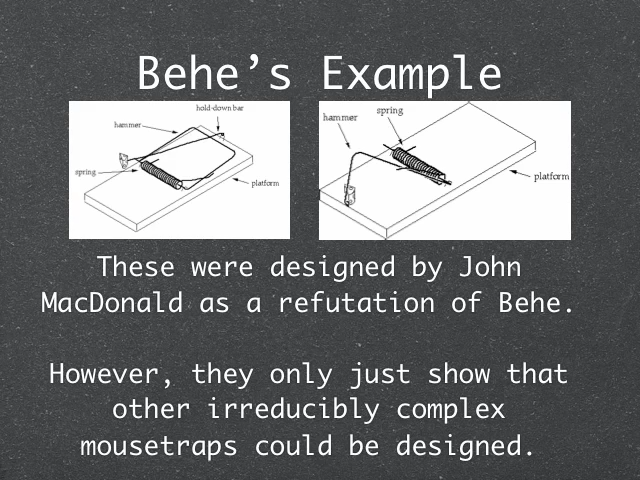 Behe’s Example
hold-down bar
hammer
spring
platform
spring
hammer
platform
These were designed by John
MacDonald as a refutation of Behe.
However, they only just show that
other irreducibly complex
mousetraps could be designed.